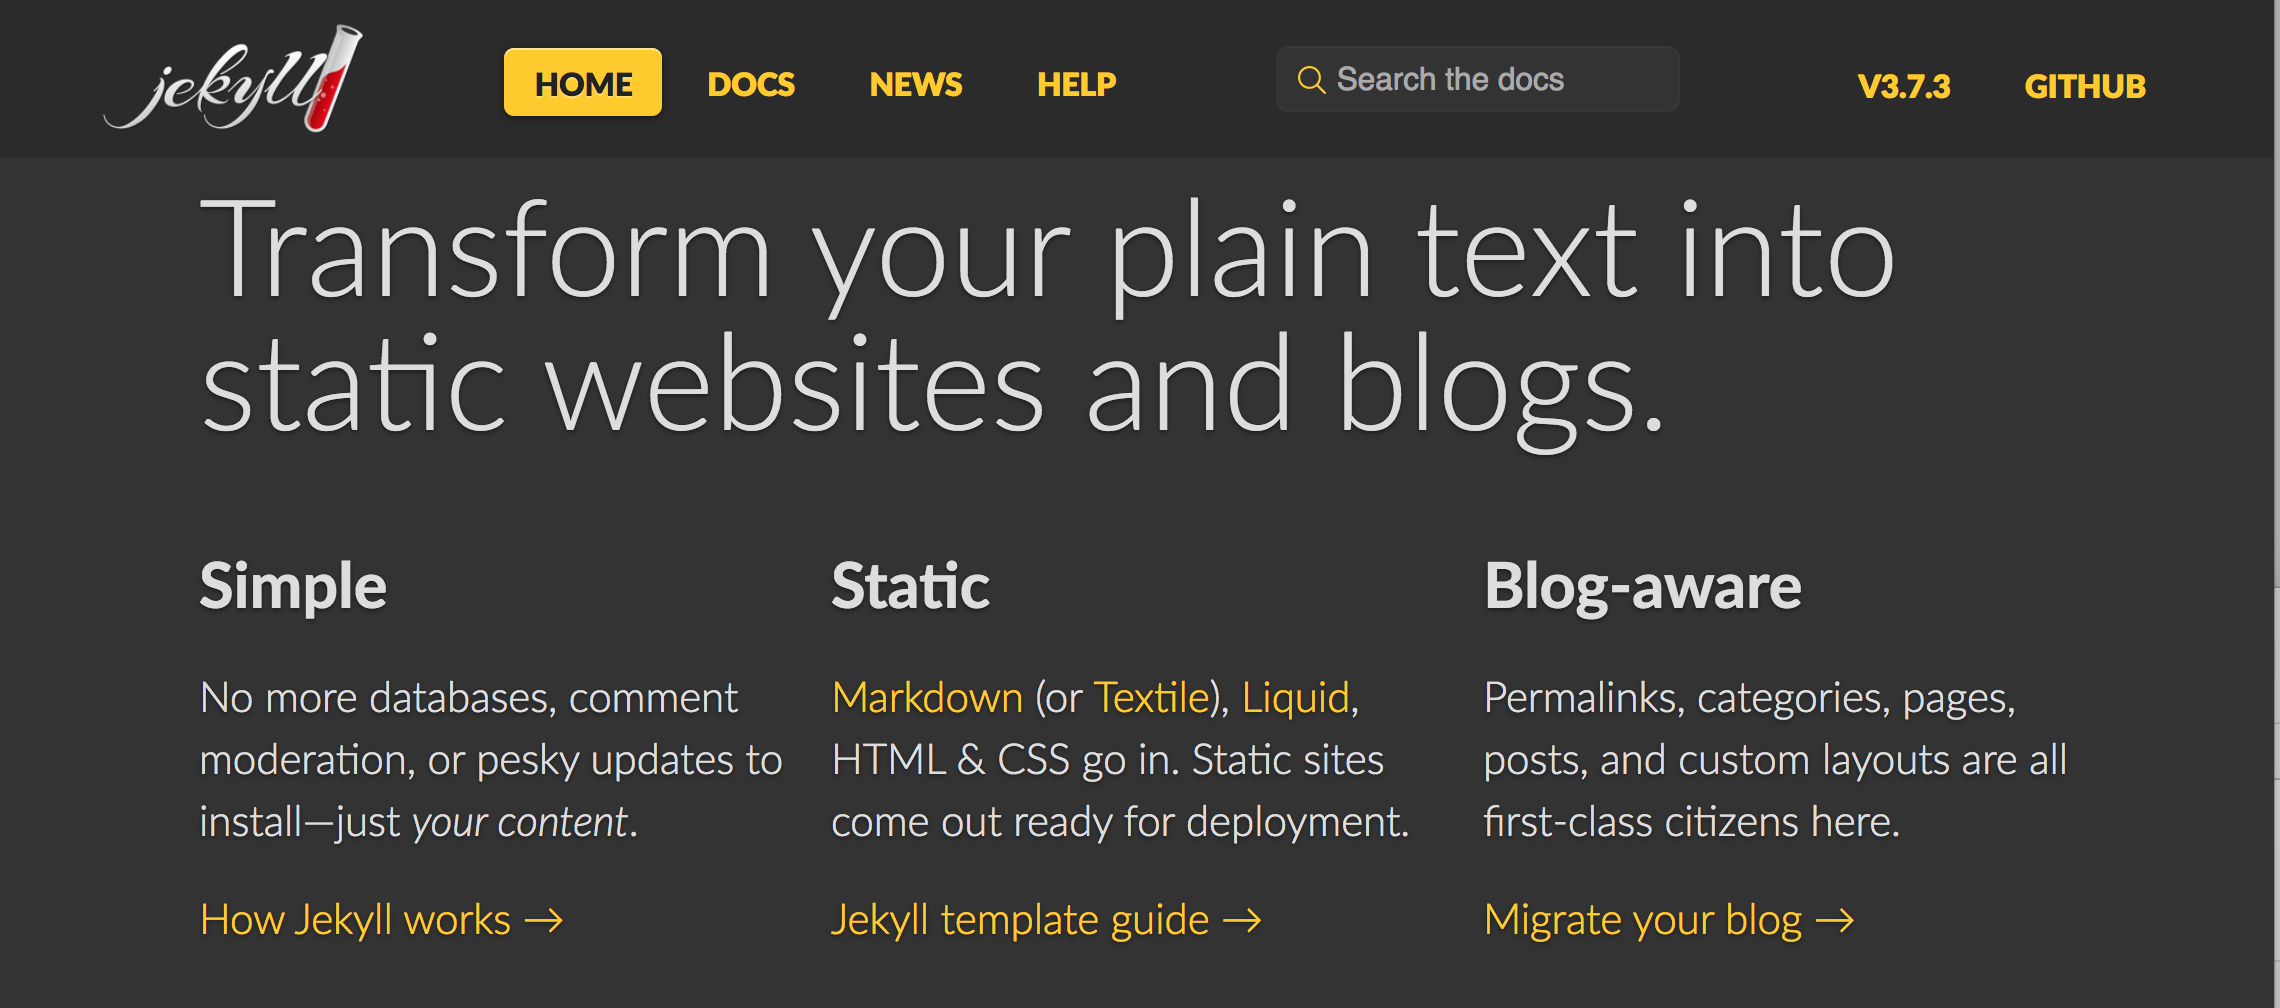 jekyll
HOME DOCS NEWS HELP Search the docs V3.7.3 GITHUB
Transform your plain text into
static websites and blogs.
Simple
No more databases, comment
moderation, or pesky updates to
install—just your content.
How Jekyll works →
Static
Markdown (or Textile), Liquid,
HTML & CSS go in. Static sites
come out ready for deployment.
Jekyll template guide →
Blog-aware
Permalinks, categories, pages,
posts, and custom layouts are all
first-class citizens here.
Migrate your blog →